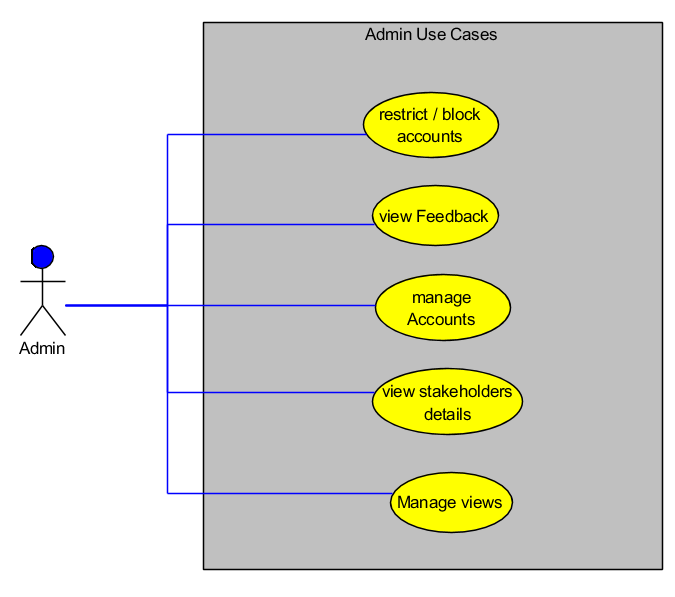 Admin Use Cases
restrict / block
accounts
view Feedback
manage
Accounts
Admin
view stakeholders
details
Manage views